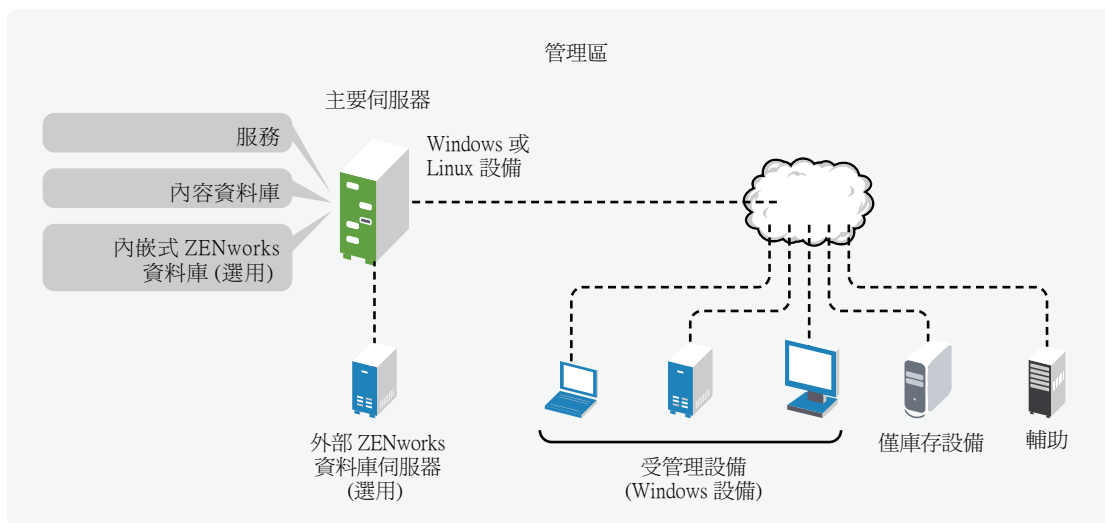 管理區
主要伺服器
服務
內容資料庫
內嵌式 ZENworks
資料庫 (選用)
Windows 或
Linux 設備
外部 ZENworks
資料庫伺服器
(選用)
受管理設備
(Windows 設備)
僅庫存設備
輔助